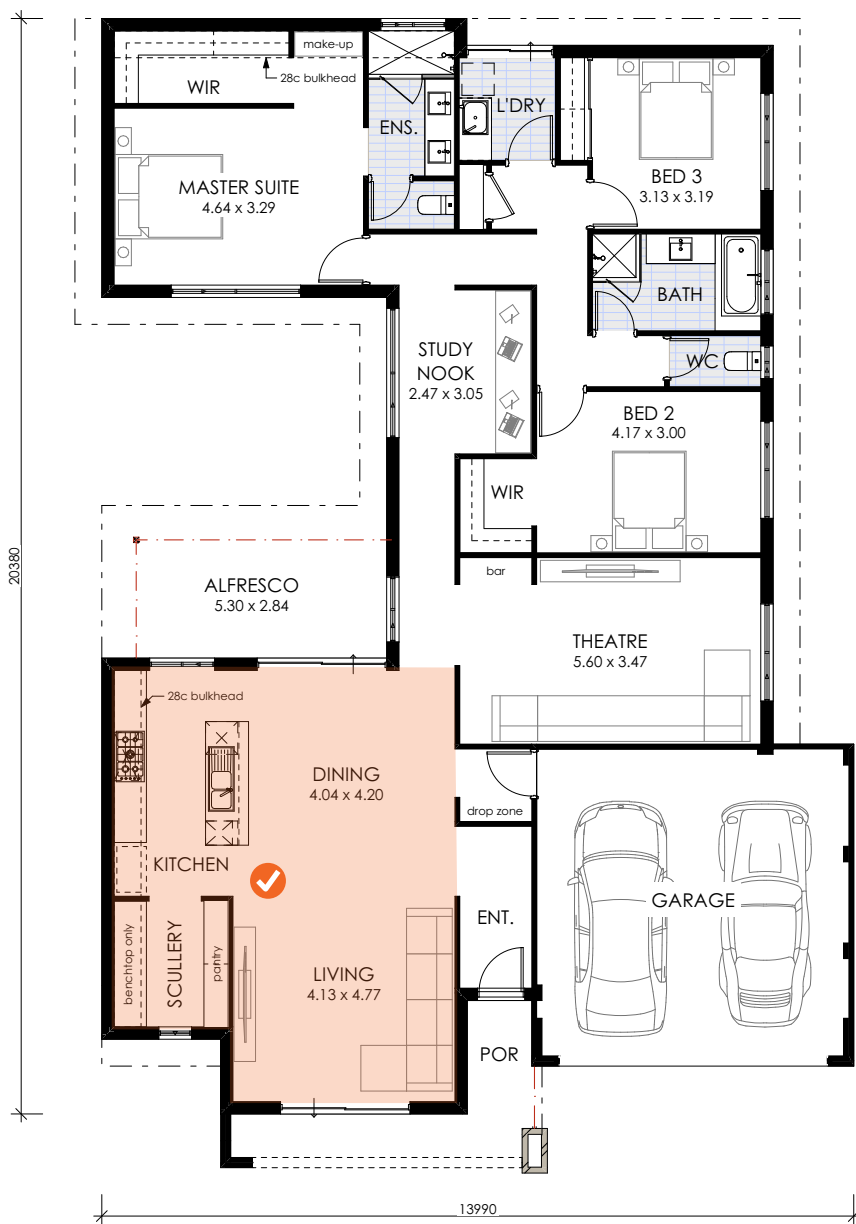 make-up
28c bulkhead
WIR
ENS.
L'DRY
BED 3
3.13 x 3.19
MASTER SUITE
4.64 x 3.29
BATH
STUDY
NOOK
2.47 x 3.05
WC
BED 2
4.17 x 3.00
WIR
20380
ALFRESCO
5.30 x 2.84
bar
THEATRE
5.60 x 3.47
28c bulkhead
DINING
4.04 x 4.20
drop zone
KITCHEN
GARAGE
ENT.
benchtop only
SCULLERY
pantry
LIVING
4.13 x 4.77
POR
13990